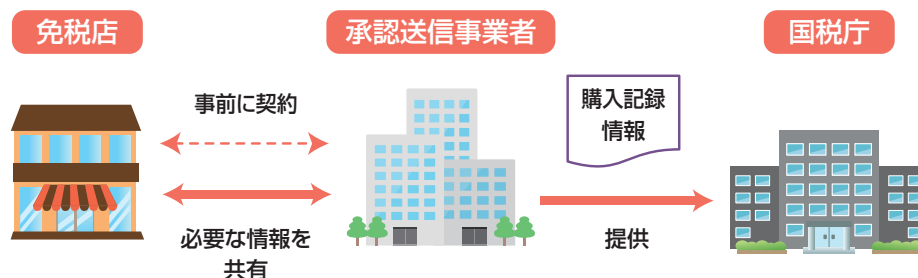 免税店
承認送信事業者
国税庁
事前に契約
購入記録
情報
必要な情報を
共有
提供